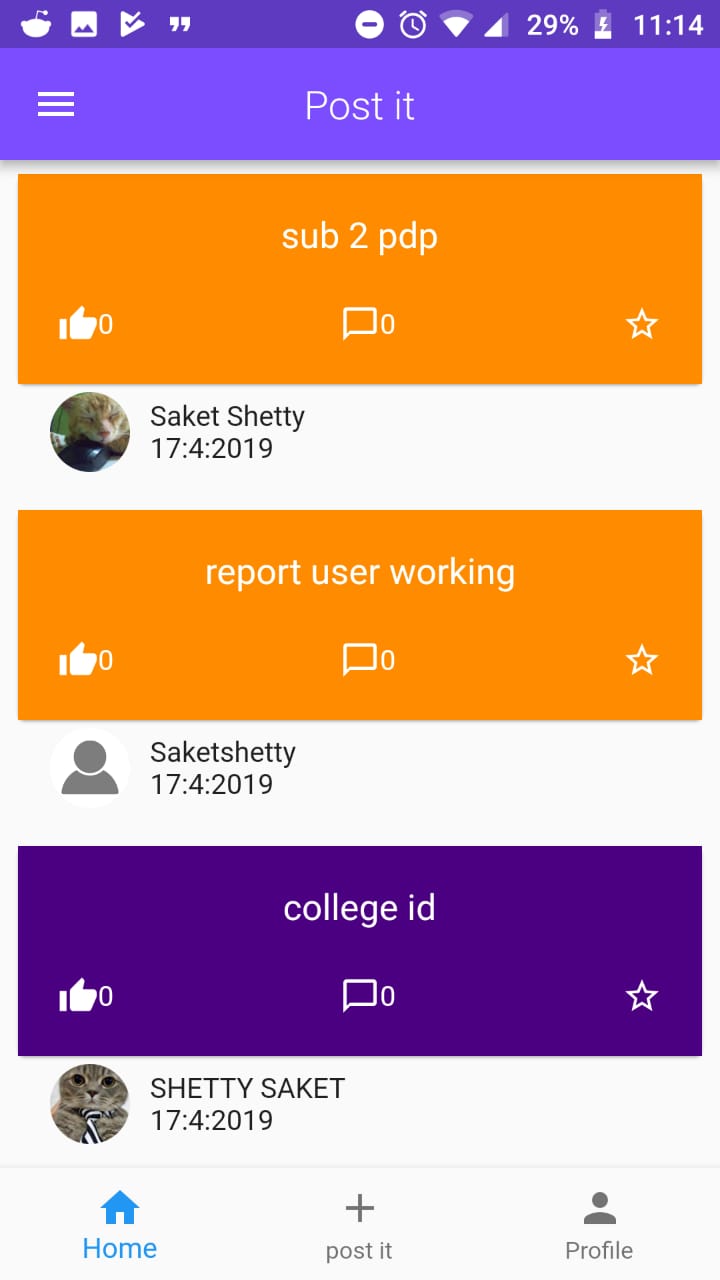 29% 11:14
Post it
sub 2 pdp
0 0
Saket Shetty
17:4:2019
report user working
0 0
Saketshetty
17:4:2019
college id
0 0
SHETTY SAKET
17:4:2019
Home post it Profile